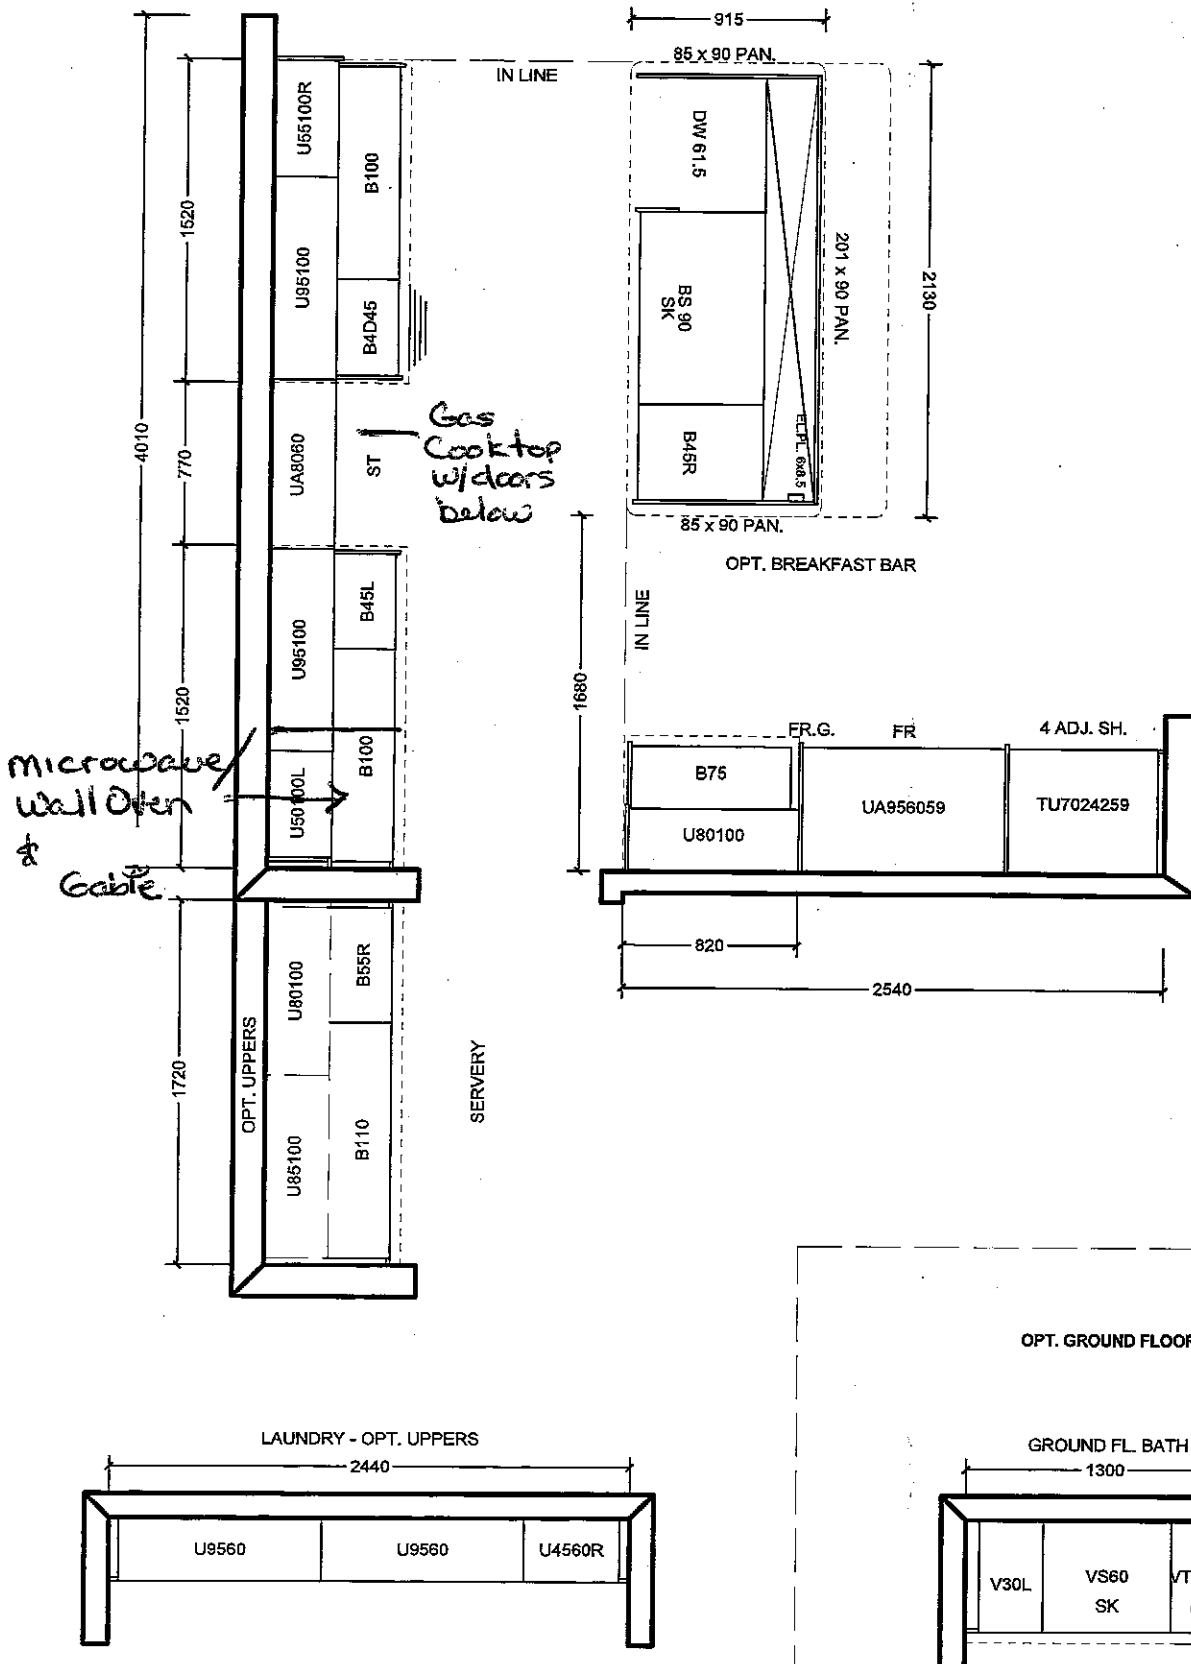 915
85 x 90 PAN.
IN LINE
U55100R
B100
DW 61.5
1520
U95100
201 x 90 PAN.
2130
BS 90
SK
B4D45
4010
770
UA8060
ST
Gas
Cooktop
w/doors
below
B45R
EL.PL. 6x8.5
85 x 90 PAN.
OPT. BREAKFAST BAR
B45L
U95100
IN LINE
1520
1680
microwave/
Wall Oven
&
Gable
U50100L
B100
FR.G.
FR
4 ADJ. SH.
B75
U80100
UA956059
TU7024259
820
2540
1720
OPT. UPPERS
U80100
B55R
U85100
B110
SERVERY
OPT. GROUND FLOOR
LAUNDRY - OPT. UPPERS
2440
U9560
U9560
U4560R
GROUND FL. BATH
1300
V30L
VS60
SK
VT